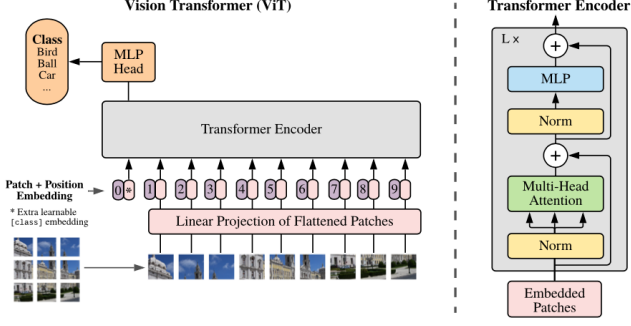 Vision Transformer (ViT)
Class
Bird
Ball
Car
...
MLP
Head
Transformer Encoder
Patch + Position
Embedding
0 * 1 2 3 4 5 6 7 8 9
* Extra learnable
[class] embedding
Linear Projection of Flattened Patches
Transformer Encoder
L ×
+
MLP
Norm
+
Multi-Head
Attention
Norm
Embedded
Patches